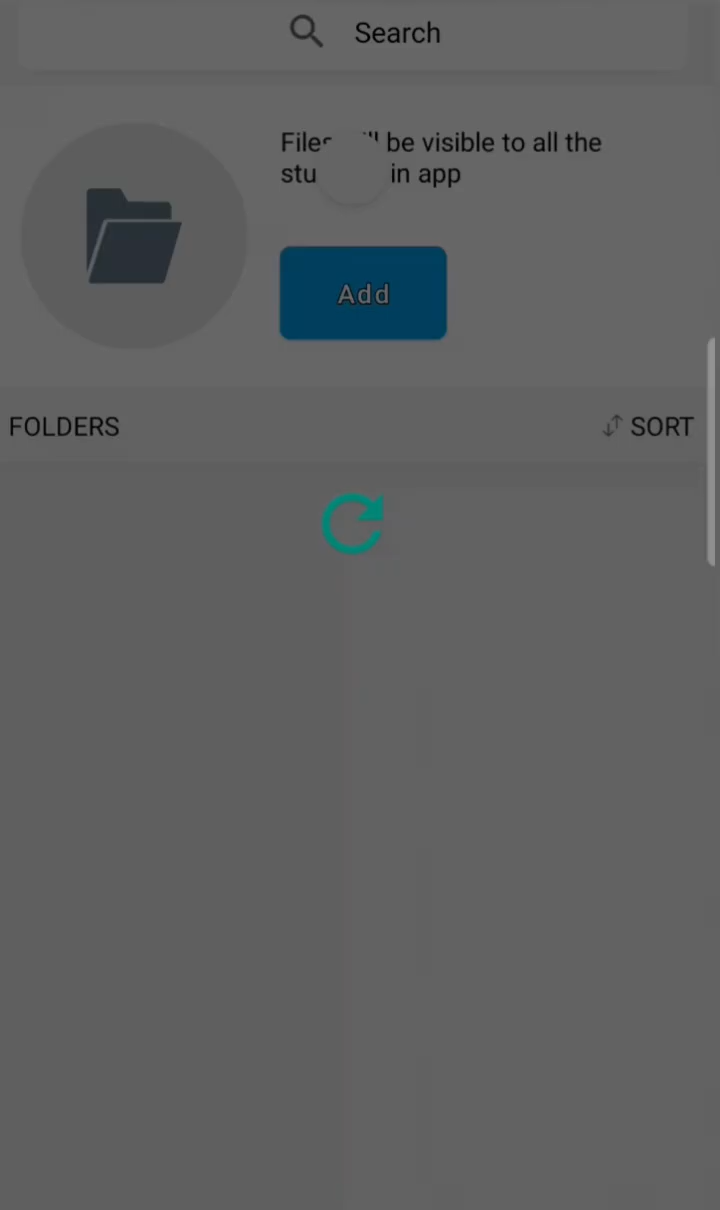 Search
be visible to all the
in app
Add
FOLDERS
SORT